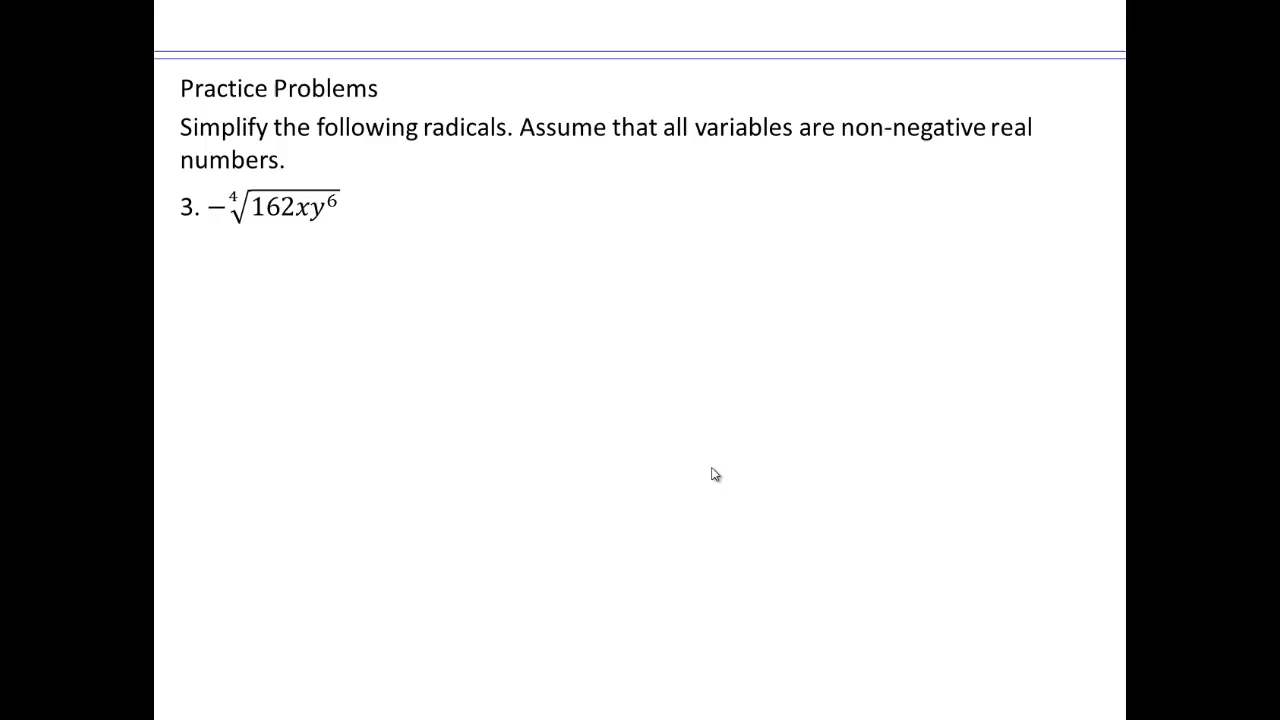 Practice Problems
Simplify the following radicals. Assume that all variables are non-negative real
numbers.
3. −∜162xy⁶